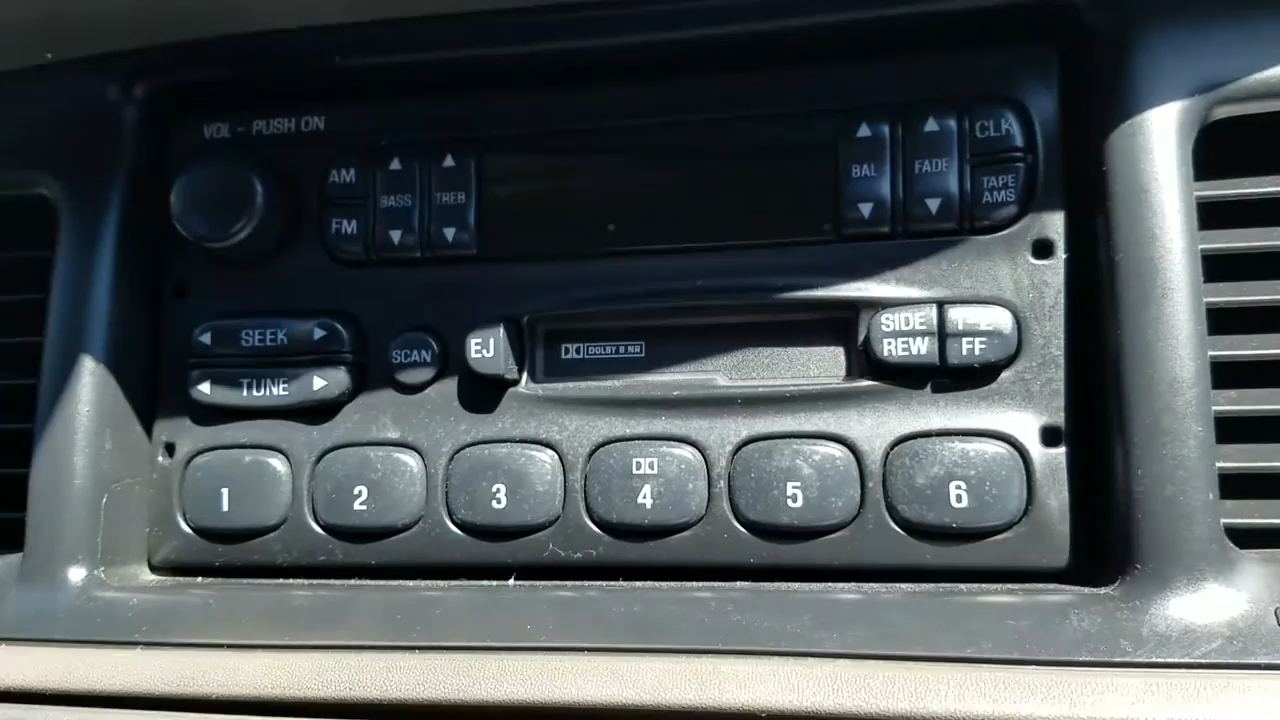 VOL - PUSH ON
AM
FM
BASS
TREB
BAL
FADE
CLK
TAPE
AMS
SEEK
TUNE
SCAN
EJ
DOLBY B NR
SIDE
REW
FF
1
2
3
4
5
6